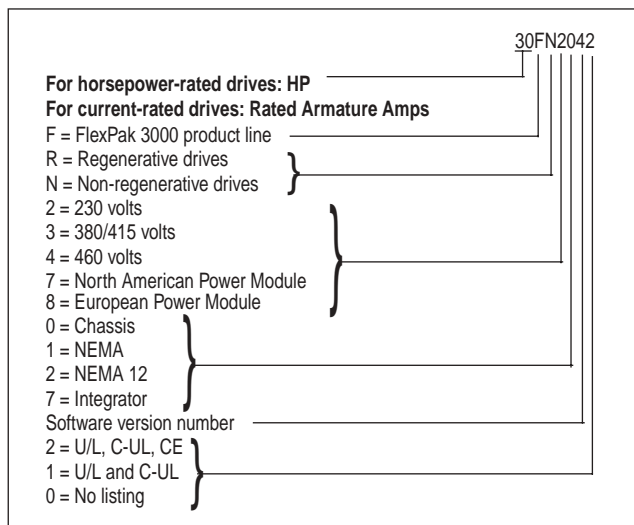 30FN2042
For horsepower-rated drives: HP
For current-rated drives: Rated Armature Amps
F = FlexPak 3000 product line
R = Regenerative drives
N = Non-regenerative drives
2 = 230 volts
3 = 380/415 volts
4 = 460 volts
7 = North American Power Module
8 = European Power Module
0 = Chassis
1 = NEMA
2 = NEMA 12
7 = Integrator
Software version number
2 = U/L, C-UL, CE
1 = U/L and C-UL
0 = No listing